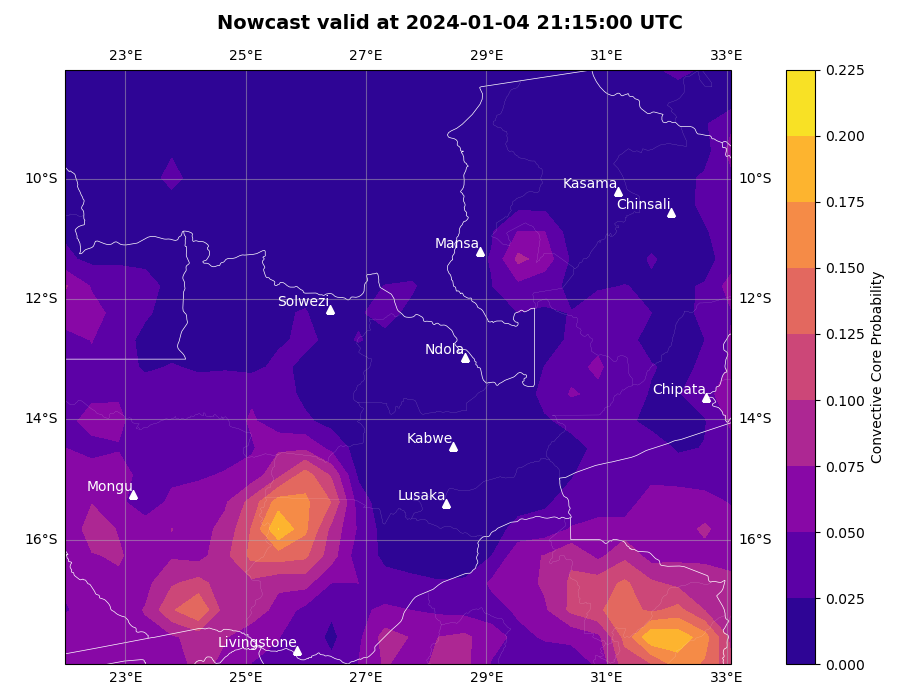 Nowcast valid at 2024-01-04 21:15:00 UTC
23°E 25°E 27°E 29°E 31°E 33°E
0.225
0.200
10°S Kasama 10°S
0.175
Chinsali
Mansa
0.150
12°S 12°S
Solwezi
0.125
Ndola
Convective Core Probability
Chipata
0.100
14°S 14°S
Kabwe
0.075
Mongu
Lusaka
0.050
16°S 16°S
0.025
Livingstone
0.000
23°E 25°E 27°E 29°E 31°E 33°E